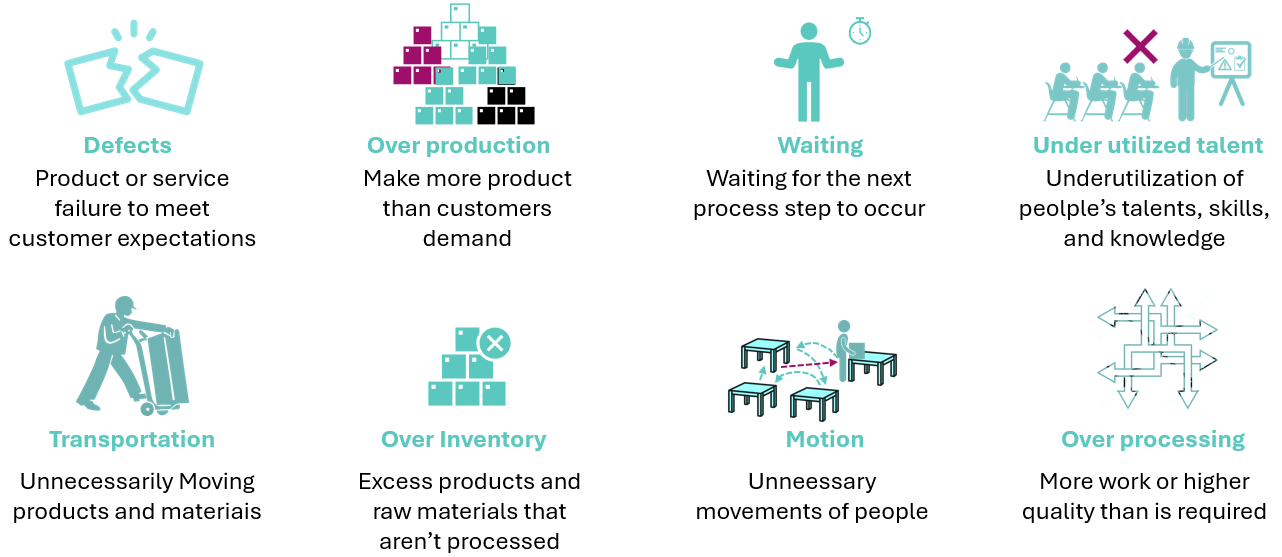 Defects
Product or service
failure to meet
customer expectations
Over production
Make more product
than customers
demand
Waiting
Waiting for the next
process step to occur
Under utilized talent
Underutilization of
peolple’s talents, skills,
and knowledge
Transportation
Unnecessarily Moving
products and materiais
Over Inventory
Excess products and
raw materials that
aren’t processed
Motion
Unneessary
movements of people
Over processing
More work or higher
quality than is required